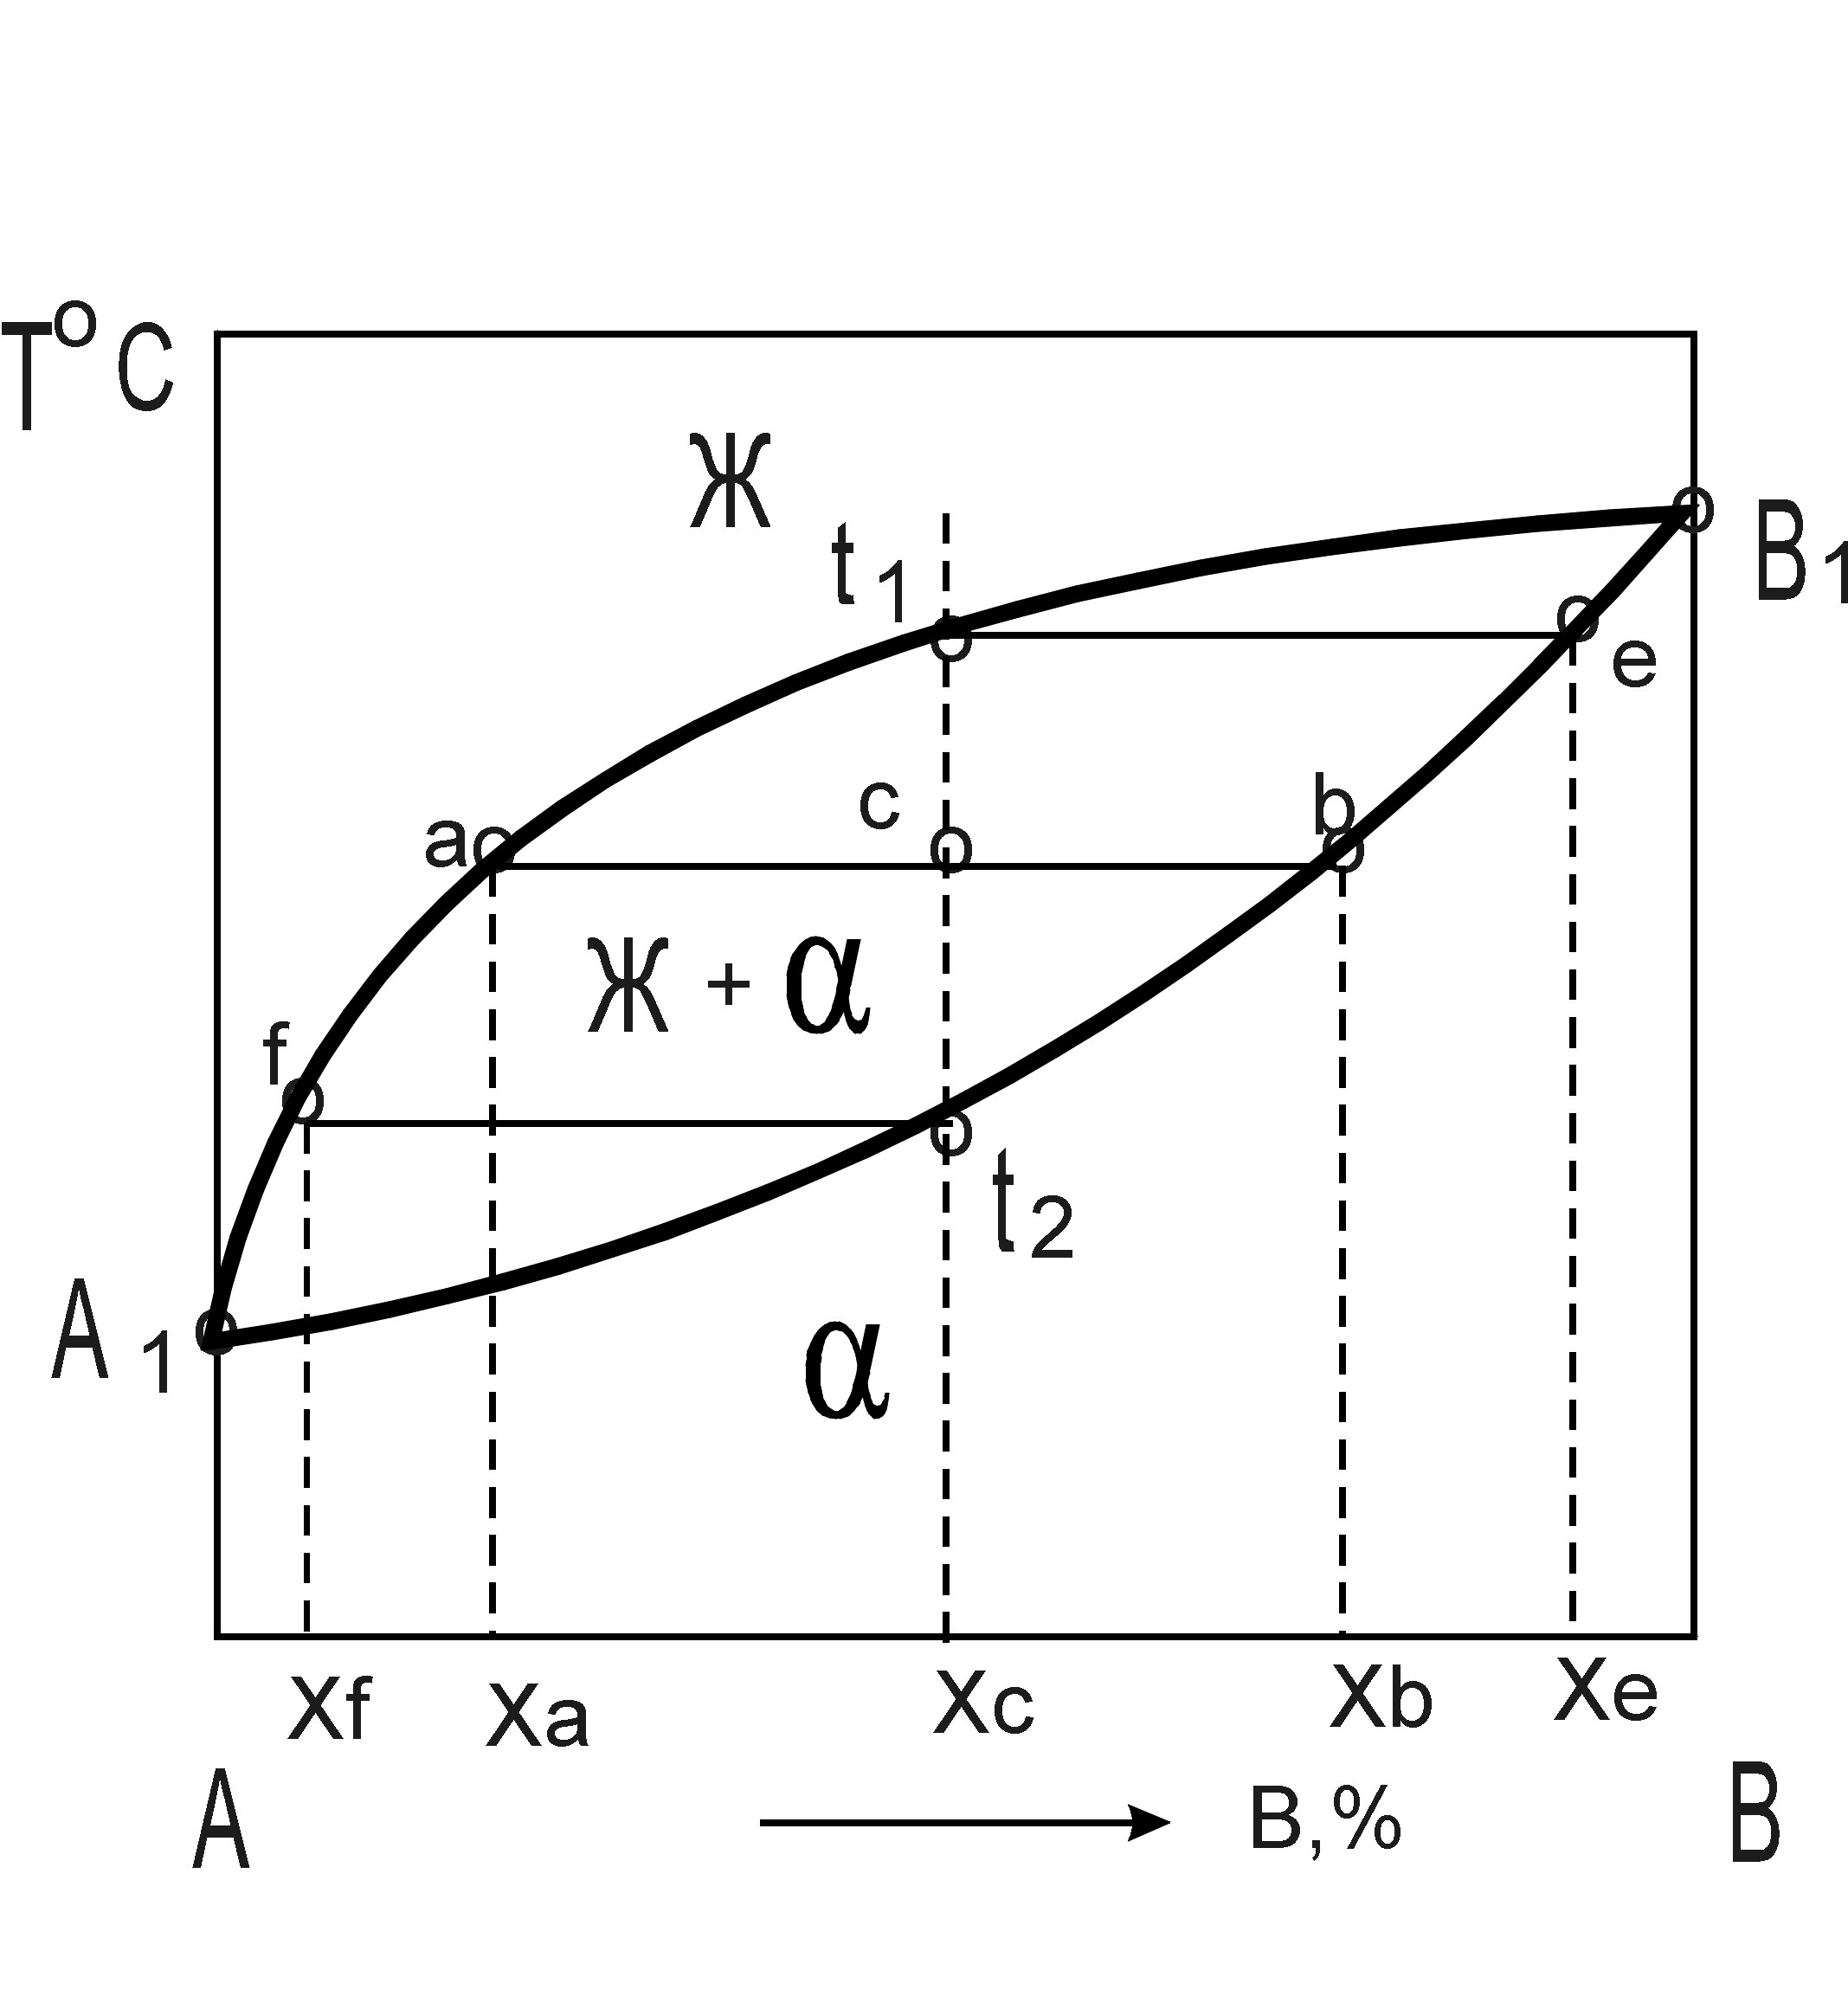 T°C
Ж
t1
B1
e
c
b
a
Ж + α
f
t2
A1
α
Xf Xa Xc Xb Xe
A B,% B